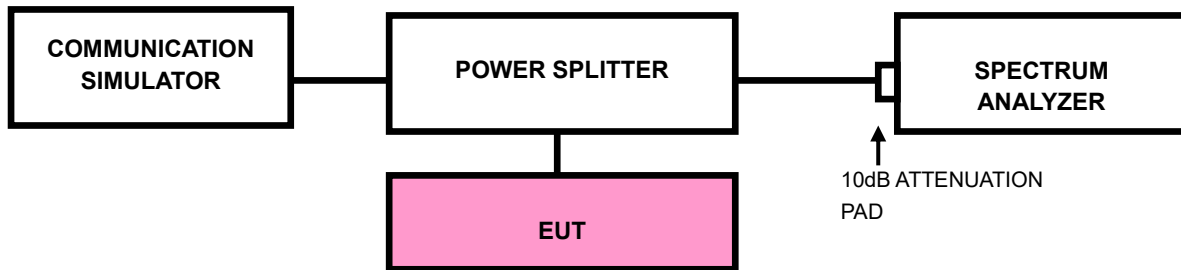 COMMUNICATION
SIMULATOR
POWER SPLITTER
SPECTRUM
ANALYZER
10dB ATTENUATION
PAD
EUT